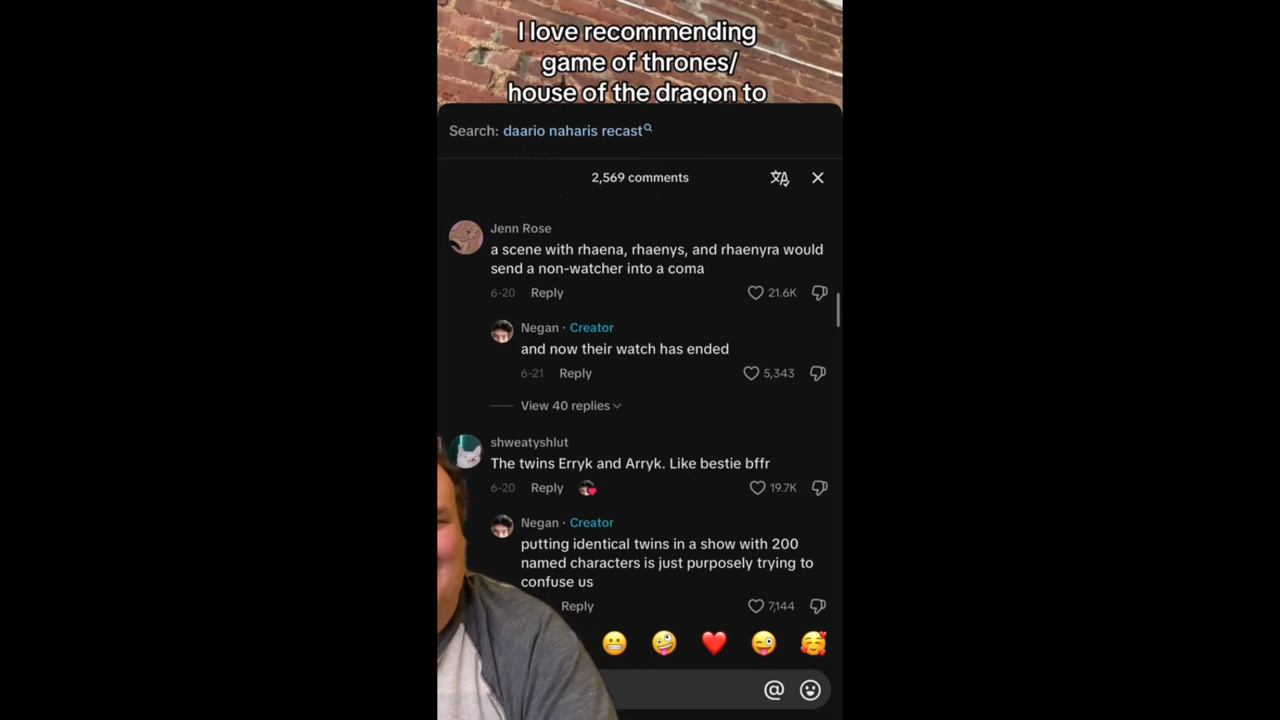 I love recommending
game of thrones/
house of the dragon to
Search: daario naharis recast
2,569 comments
Jenn Rose
a scene with rhaena, rhaenys, and rhaenyra would
send a non-watcher into a coma
6-20 Reply 21.6K
Negan · Creator
and now their watch has ended
6-21 Reply 5,343
View 40 replies
shweatyshlut
The twins Erryk and Arryk. Like bestie bffr
6-20 Reply 19.7K
Negan · Creator
putting identical twins in a show with 200
named characters is just purposely trying to
confuse us
Reply 7,144
@